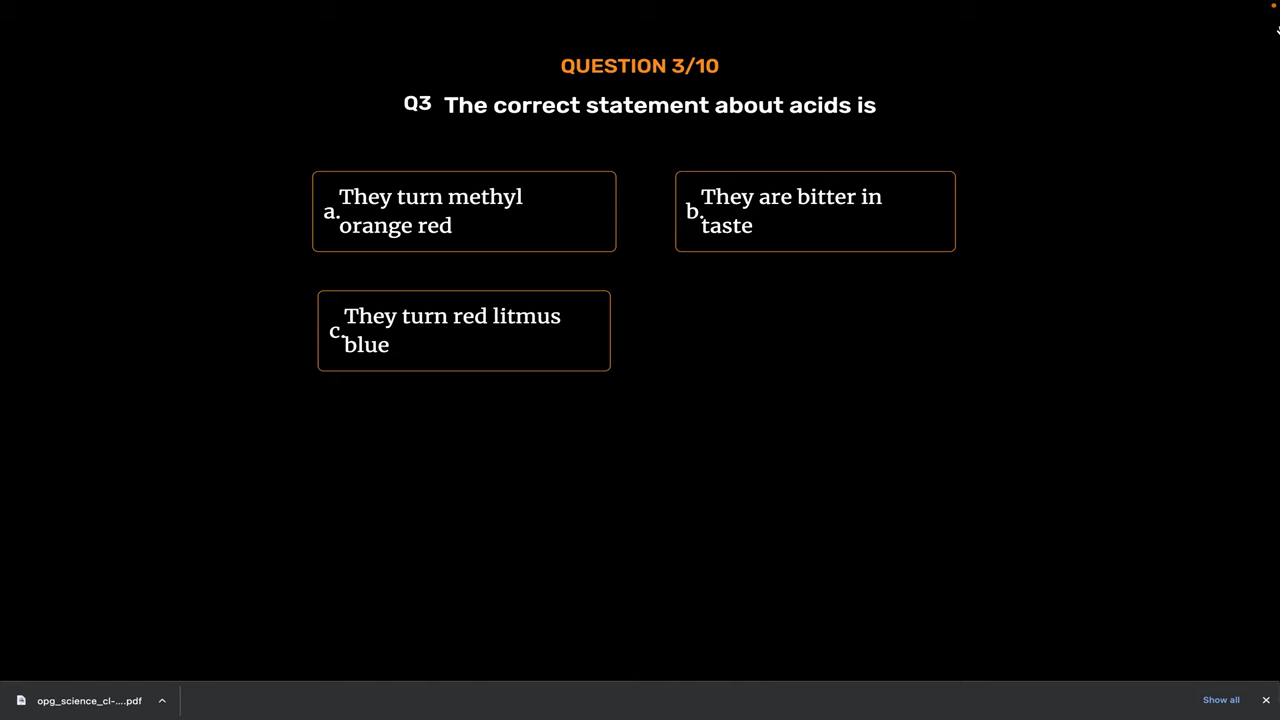 QUESTION 3/10
Q3 The correct statement about acids is
a. They turn methyl
orange red
b. They are bitter in
taste
c. They turn red litmus
blue
opg_science_cl-....pdf
Show all